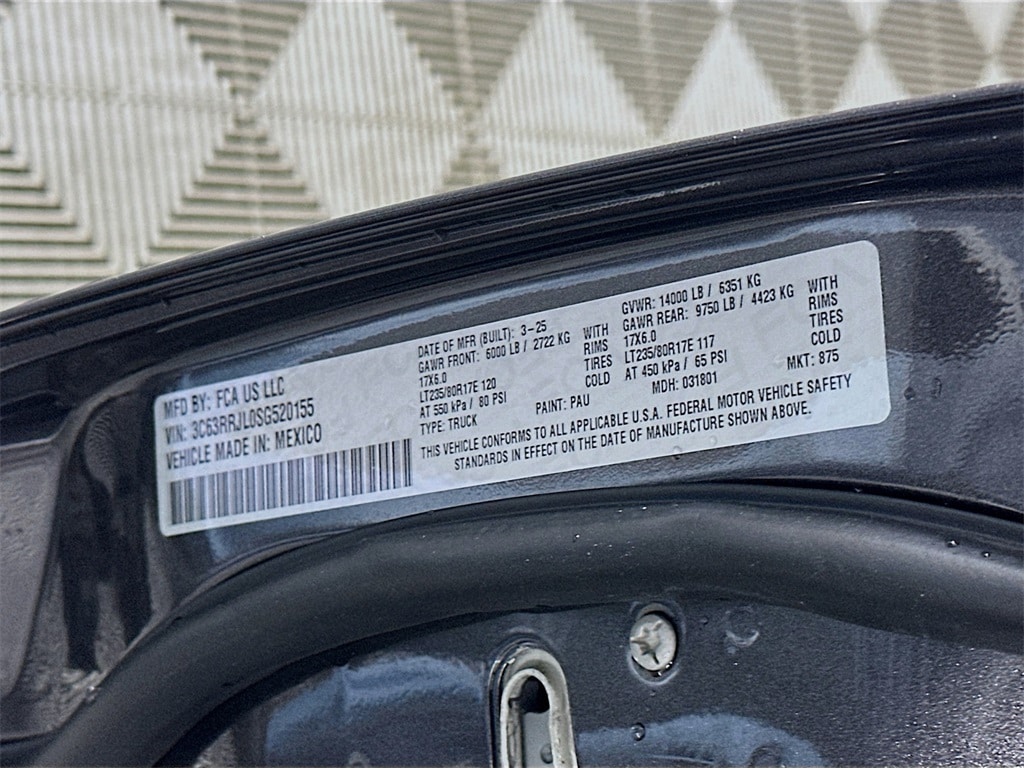 MFD BY: FCA US LLC
VIN: 3C63RRJL0SG520155
VEHICLE MADE IN: MEXICO
DATE OF MFR (BUILT): 3-25
GAWR FRONT: 6000 LB / 2722 KG WITH
17X6.0 RIMS
LT235/80R17E 120 TIRES
AT 550 kPa / 80 PSI COLD
TYPE: TRUCK
PAINT: PAU
GVWR: 14000 LB / 6351 KG
GAWR REAR: 9750 LB / 4423 KG WITH
17X6.0 RIMS
LT235/80R17E 117 TIRES
AT 450 kPa / 65 PSI COLD
MDH: 031801
MKT: 875
THIS VEHICLE CONFORMS TO ALL APPLICABLE U.S.A. FEDERAL MOTOR VEHICLE SAFETY
STANDARDS IN EFFECT ON THE DATE OF MANUFACTURE SHOWN ABOVE.